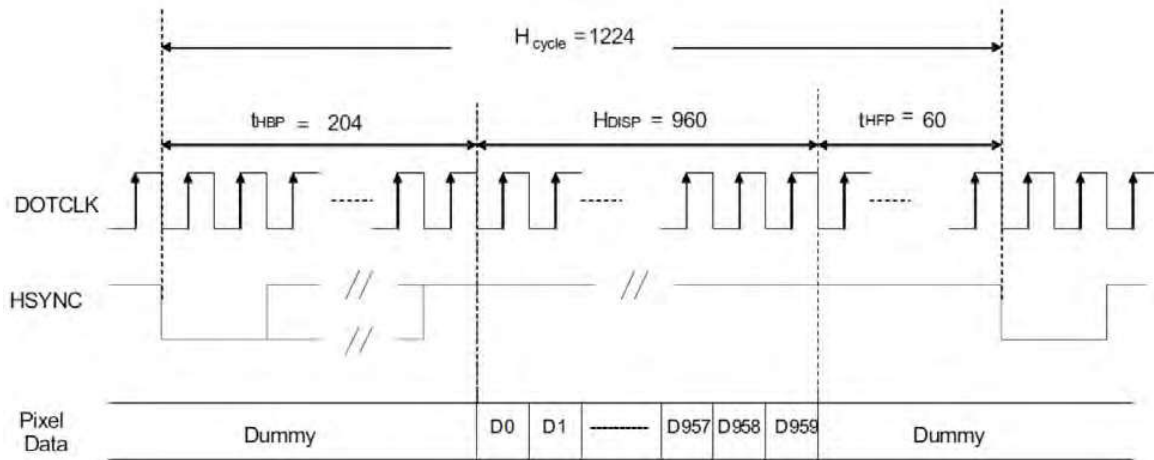 Hcycle =1224
tHBP = 204
HDISP = 960
tHFP = 60
DOTCLK
HSYNC
Pixel
Data
Dummy
D0
D1
D957
D958
D959
Dummy